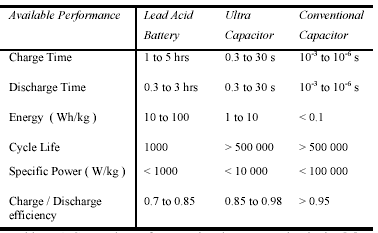 Available Performance Lead Acid Battery Ultra Capacitor Conventional Capacitor
Charge Time 1 to 5 hrs 0.3 to 30 s 10⁻³ to 10⁻⁶ s
Discharge Time 0.3 to 3 hrs 0.3 to 30 s 10⁻³ to 10⁻⁶ s
Energy ( Wh/kg ) 10 to 100 1 to 10 < 0.1
Cycle Life 1000 > 500 000 > 500 000
Specific Power ( W/kg ) < 1000 < 10 000 < 100 000
Charge / Discharge efficiency 0.7 to 0.85 0.85 to 0.98 > 0.95